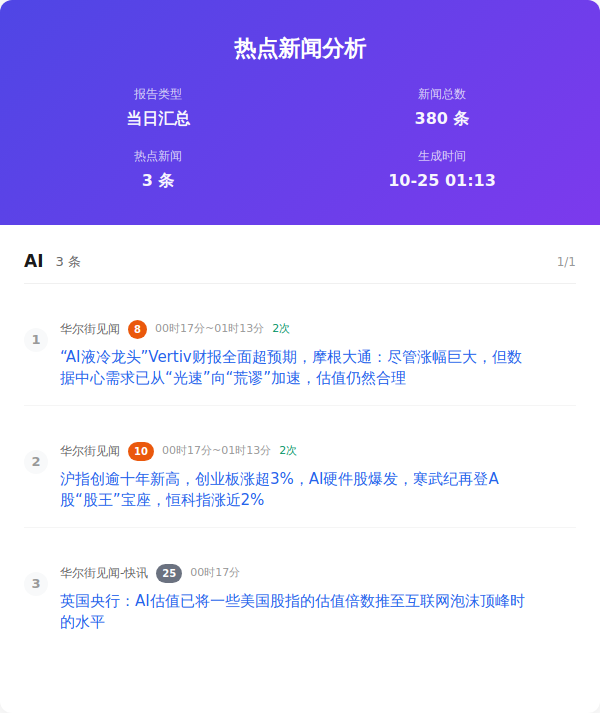 热点新闻分析
报告类型
新闻总数
当日汇总
380 条
热点新闻
生成时间
3 条
10-25 01:13
AI 3 条 1/1
1 华尔街见闻 8 00时17分~01时13分 2次
“AI液冷龙头”Vertiv财报全面超预期，摩根大通：尽管涨幅巨大，但数
据中心需求已从“光速”向“荒谬”加速，估值仍然合理
2 华尔街见闻 10 00时17分~01时13分 2次
沪指创逾十年新高，创业板涨超3%，AI硬件股爆发，寒武纪再登A
股“股王”宝座，恒科指涨近2%
3 华尔街见闻-快讯 25 00时17分
英国央行：AI估值已将一些美国股指的估值倍数推至互联网泡沫顶峰时
的水平